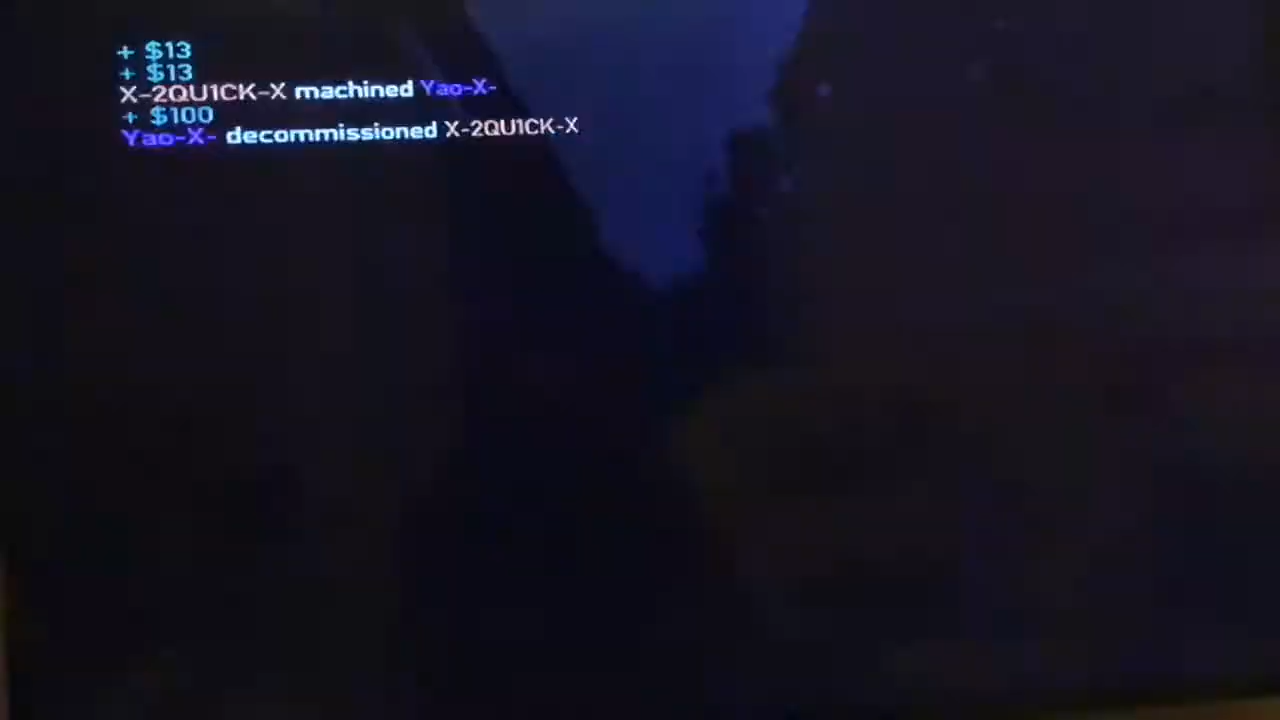 + $13
+ $13
X-2QU1CK-X machined Yao-X-
+ $100
Yao-X- decommissioned X-2QU1CK-X